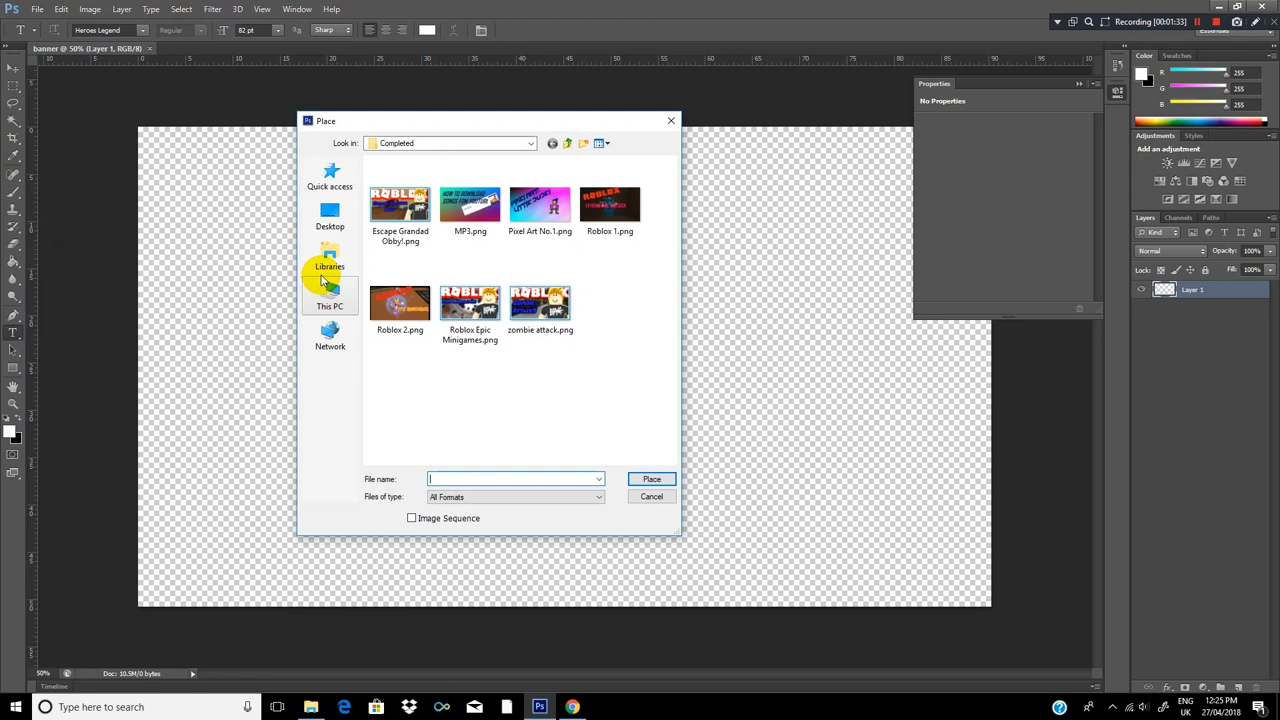 Ps File Edit Image Layer Type Select Filter 3D View Window Help
Recording [00:01:33]
T Heroes Legend Regular 82 pt Sharp Essentials
banner @ 50% (Layer 1, RGB/8) ×
Place
Look in: Completed
Quick access
Desktop
Libraries
This PC
Network
Escape Grandad Obby!.png
MP3.png
Pixel Art No.1.png
Roblox 1.png
Roblox 2.png
Roblox Epic Minigames.png
zombie attack.png
File name: Place
Files of type: All Formats Cancel
Image Sequence
Properties
No Properties
Color Swatches
R 255
G 255
B 255
Adjustments Styles
Add an adjustment
Layers Channels Paths
Kind
Normal Opacity: 100%
Lock: Fill: 100%
Layer 1
50% Doc: 10.5M/0 bytes
Timeline
Type here to search
ENG 12:25 PM
UK 27/04/2018